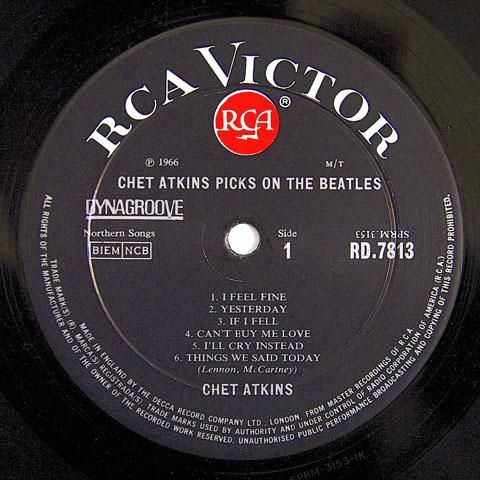 RCA VICTOR
RCA
®
℗ 1966
M/T
CHET ATKINS PICKS ON THE BEATLES
DYNAGROOVE
Northern Songs
BIEM NCB
Side
1
SPRM.3153
RD.7813
1. I FEEL FINE
2. YESTERDAY
3. IF I FELL
4. CAN'T BUY ME LOVE
5. I'LL CRY INSTEAD
6. THINGS WE SAID TODAY
(Lennon, McCartney)
CHET ATKINS
ALL RIGHTS OF THE MANUFACTURER AND OF THE OWNER OF THE RECORDED WORK RESERVED. UNAUTHORISED PUBLIC PERFORMANCE BROADCASTING AND COPYING OF THIS RECORD PROHIBITED.
TRADE MARK(S) (R) MARCA(S) REGISTRADA(S) TRADE MARKS USED BY AUTHORITY AND UNDER CONTROL OF RADIO CORPORATION OF AMERICA (R.C.A.)
MADE IN ENGLAND BY THE DECCA RECORD COMPANY LTD., LONDON, FROM MASTER RECORDINGS OF R.C.A.